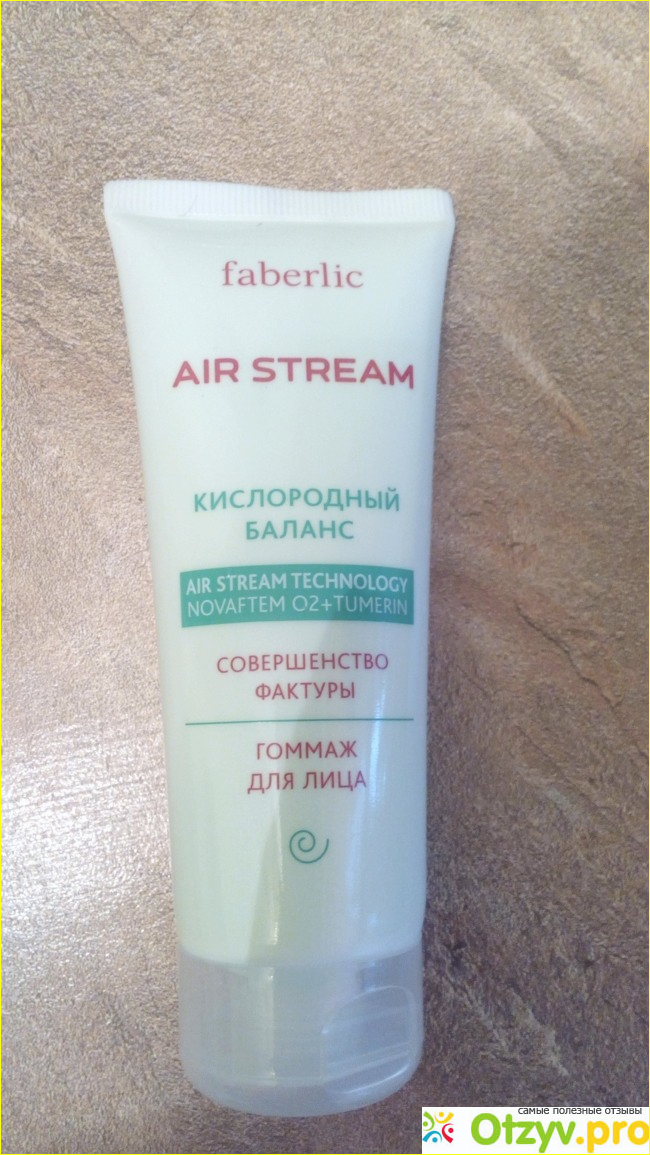 faberlic
AIR STREAM
КИСЛОРОДНЫЙ
БАЛАНС
AIR STREAM TECHNOLOGY
NOVAFTEM O2+TUMERIN
СОВЕРШЕНСТВО
ФАКТУРЫ
ГОММАЖ
ДЛЯ ЛИЦА
самые полезные отзывы
Otzyv.pro